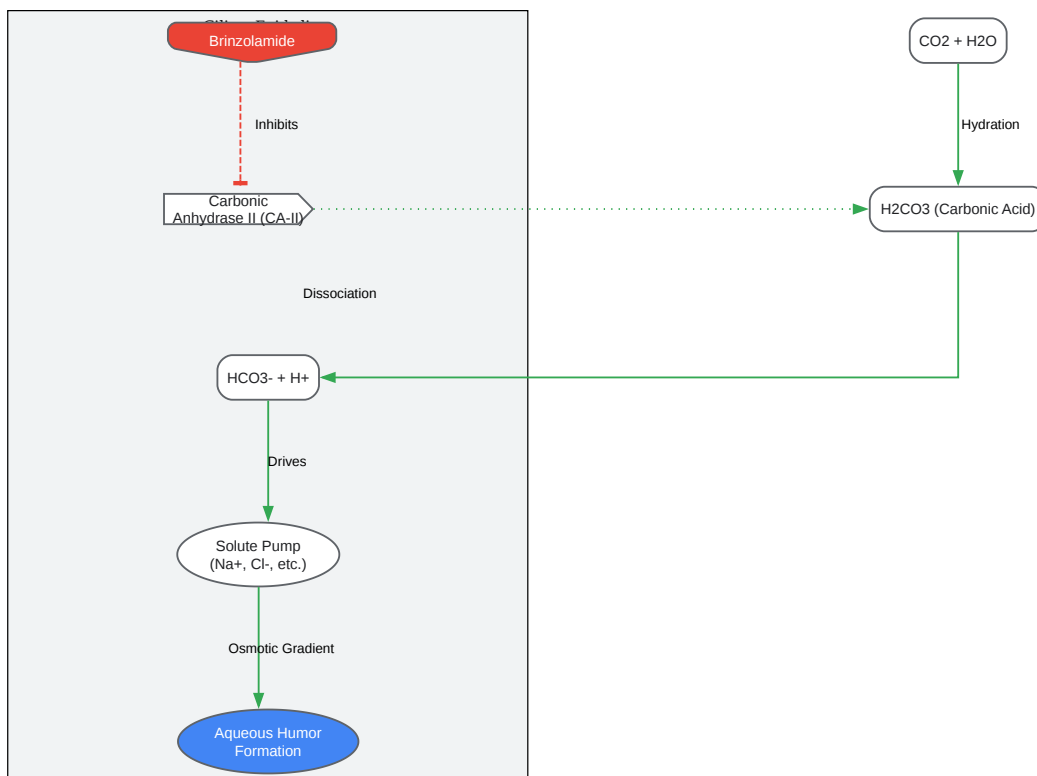 Brinzolamide
CO2 + H2O
Inhibits
Hydration
Carbonic
Anhydrase II (CA-II)
H2CO3 (Carbonic Acid)
Dissociation
HCO3- + H+
Drives
Solute Pump
(Na+, Cl-, etc.)
Osmotic Gradient
Aqueous Humor
Formation